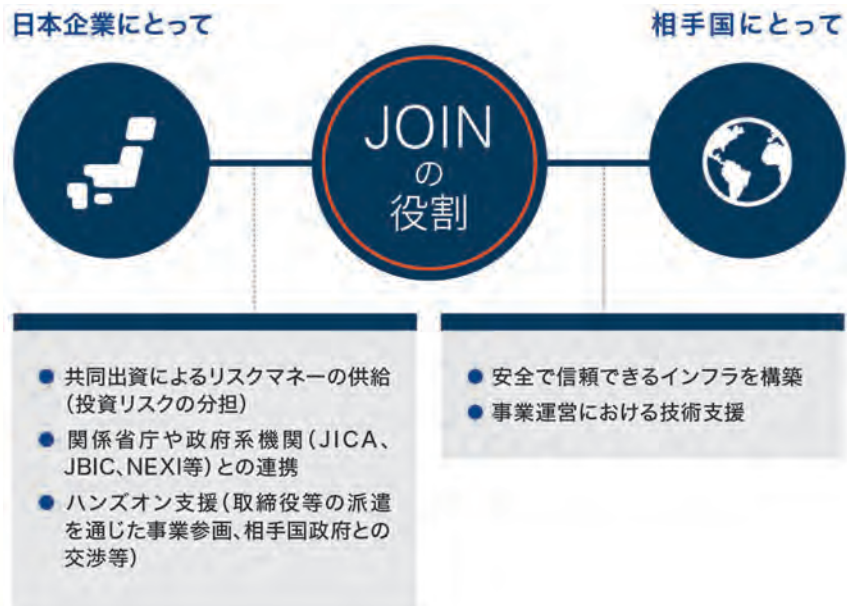 日本企業にとって
相手国にとって
JOIN
の
役割
● 共同出資によるリスクマネーの供給
(投資リスクの分担)
● 関係省庁や政府系機関(JICA、
JBIC、NEXI等)との連携
● ハンズオン支援(取締役等の派遣
を通じた事業参画、相手国政府との
交渉等)
● 安全で信頼できるインフラを構築
● 事業運営における技術支援